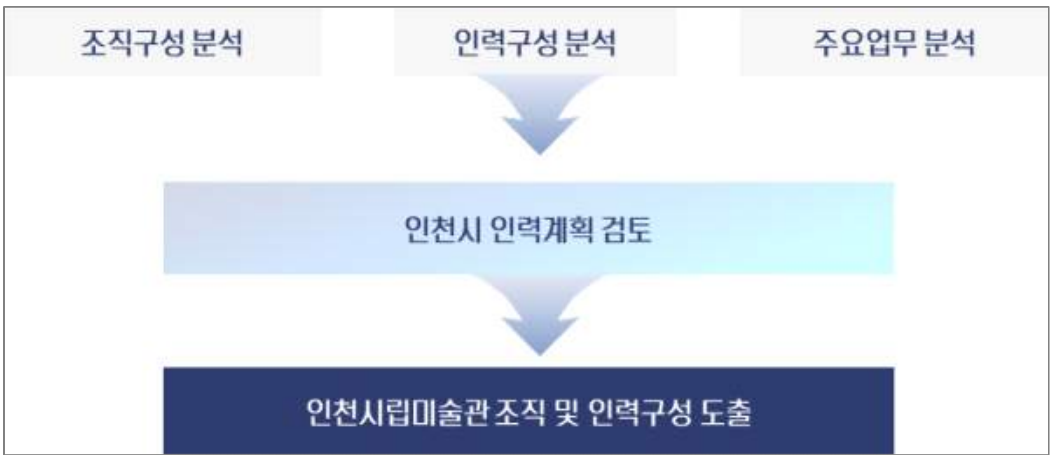 조직구성 분석
인력구성 분석
주요업무 분석
인천시 인력계획 검토
인천시립미술관 조직 및 인력구성 도출